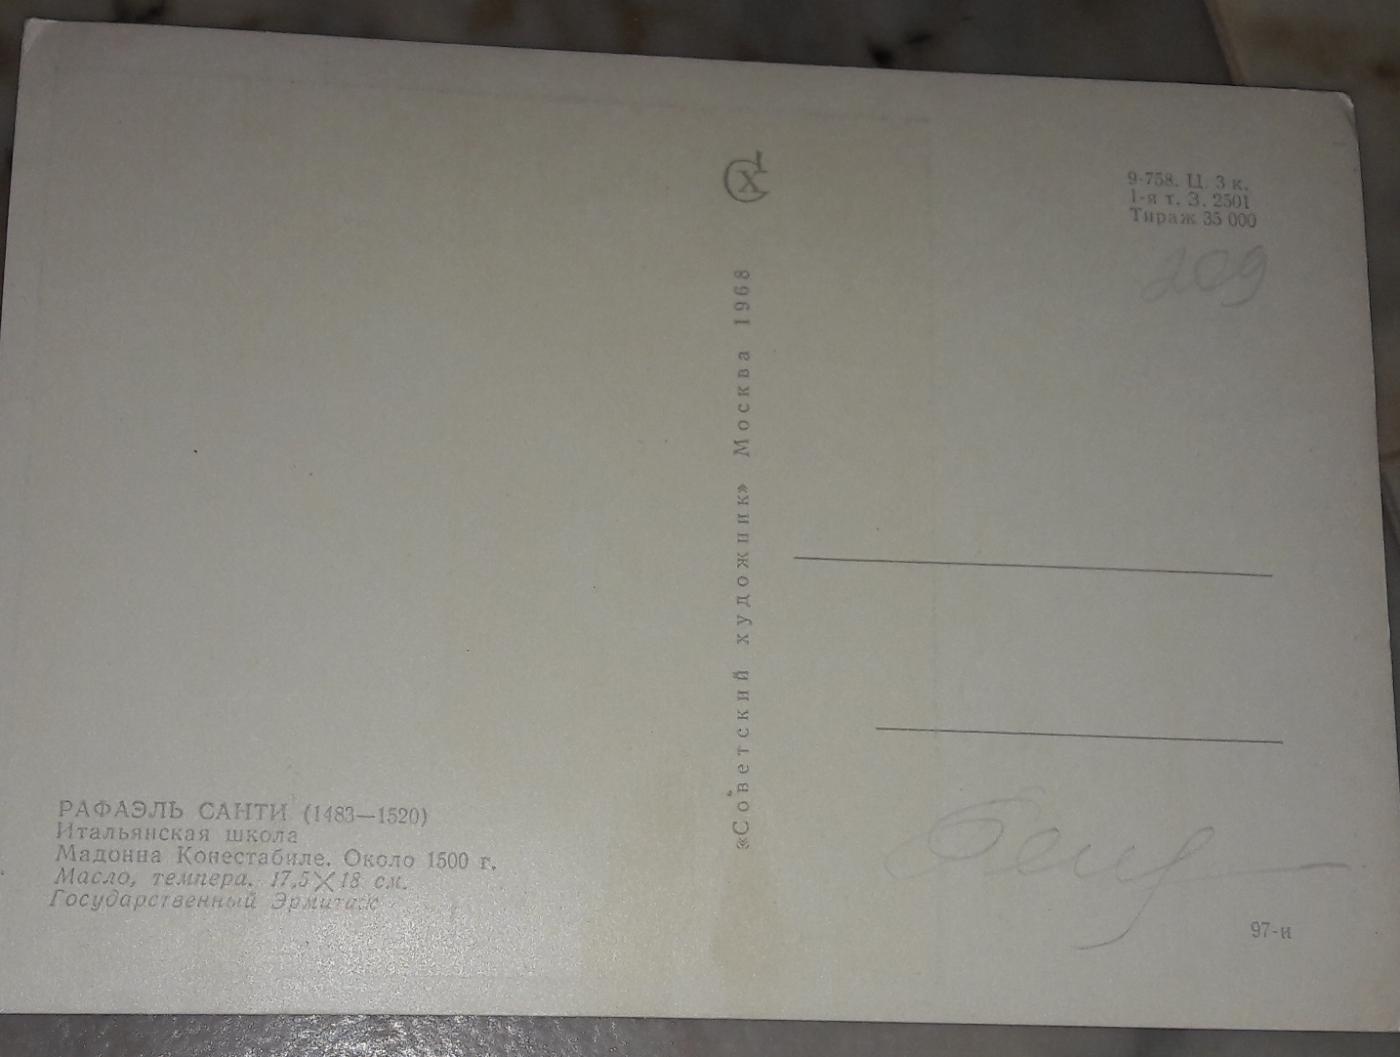 РАФАЭЛЬ САНТИ (1483—1520)
Итальянская школа
Мадонна Конестабиле. Около 1500 г.
Масло, темпера. 17,5×18 см.
Государственный Эрмитаж
«Советский художник» Москва 1968
9-758. Ц. 3 к.
1-я т. З. 2501
Тираж 35 000
209
97-и